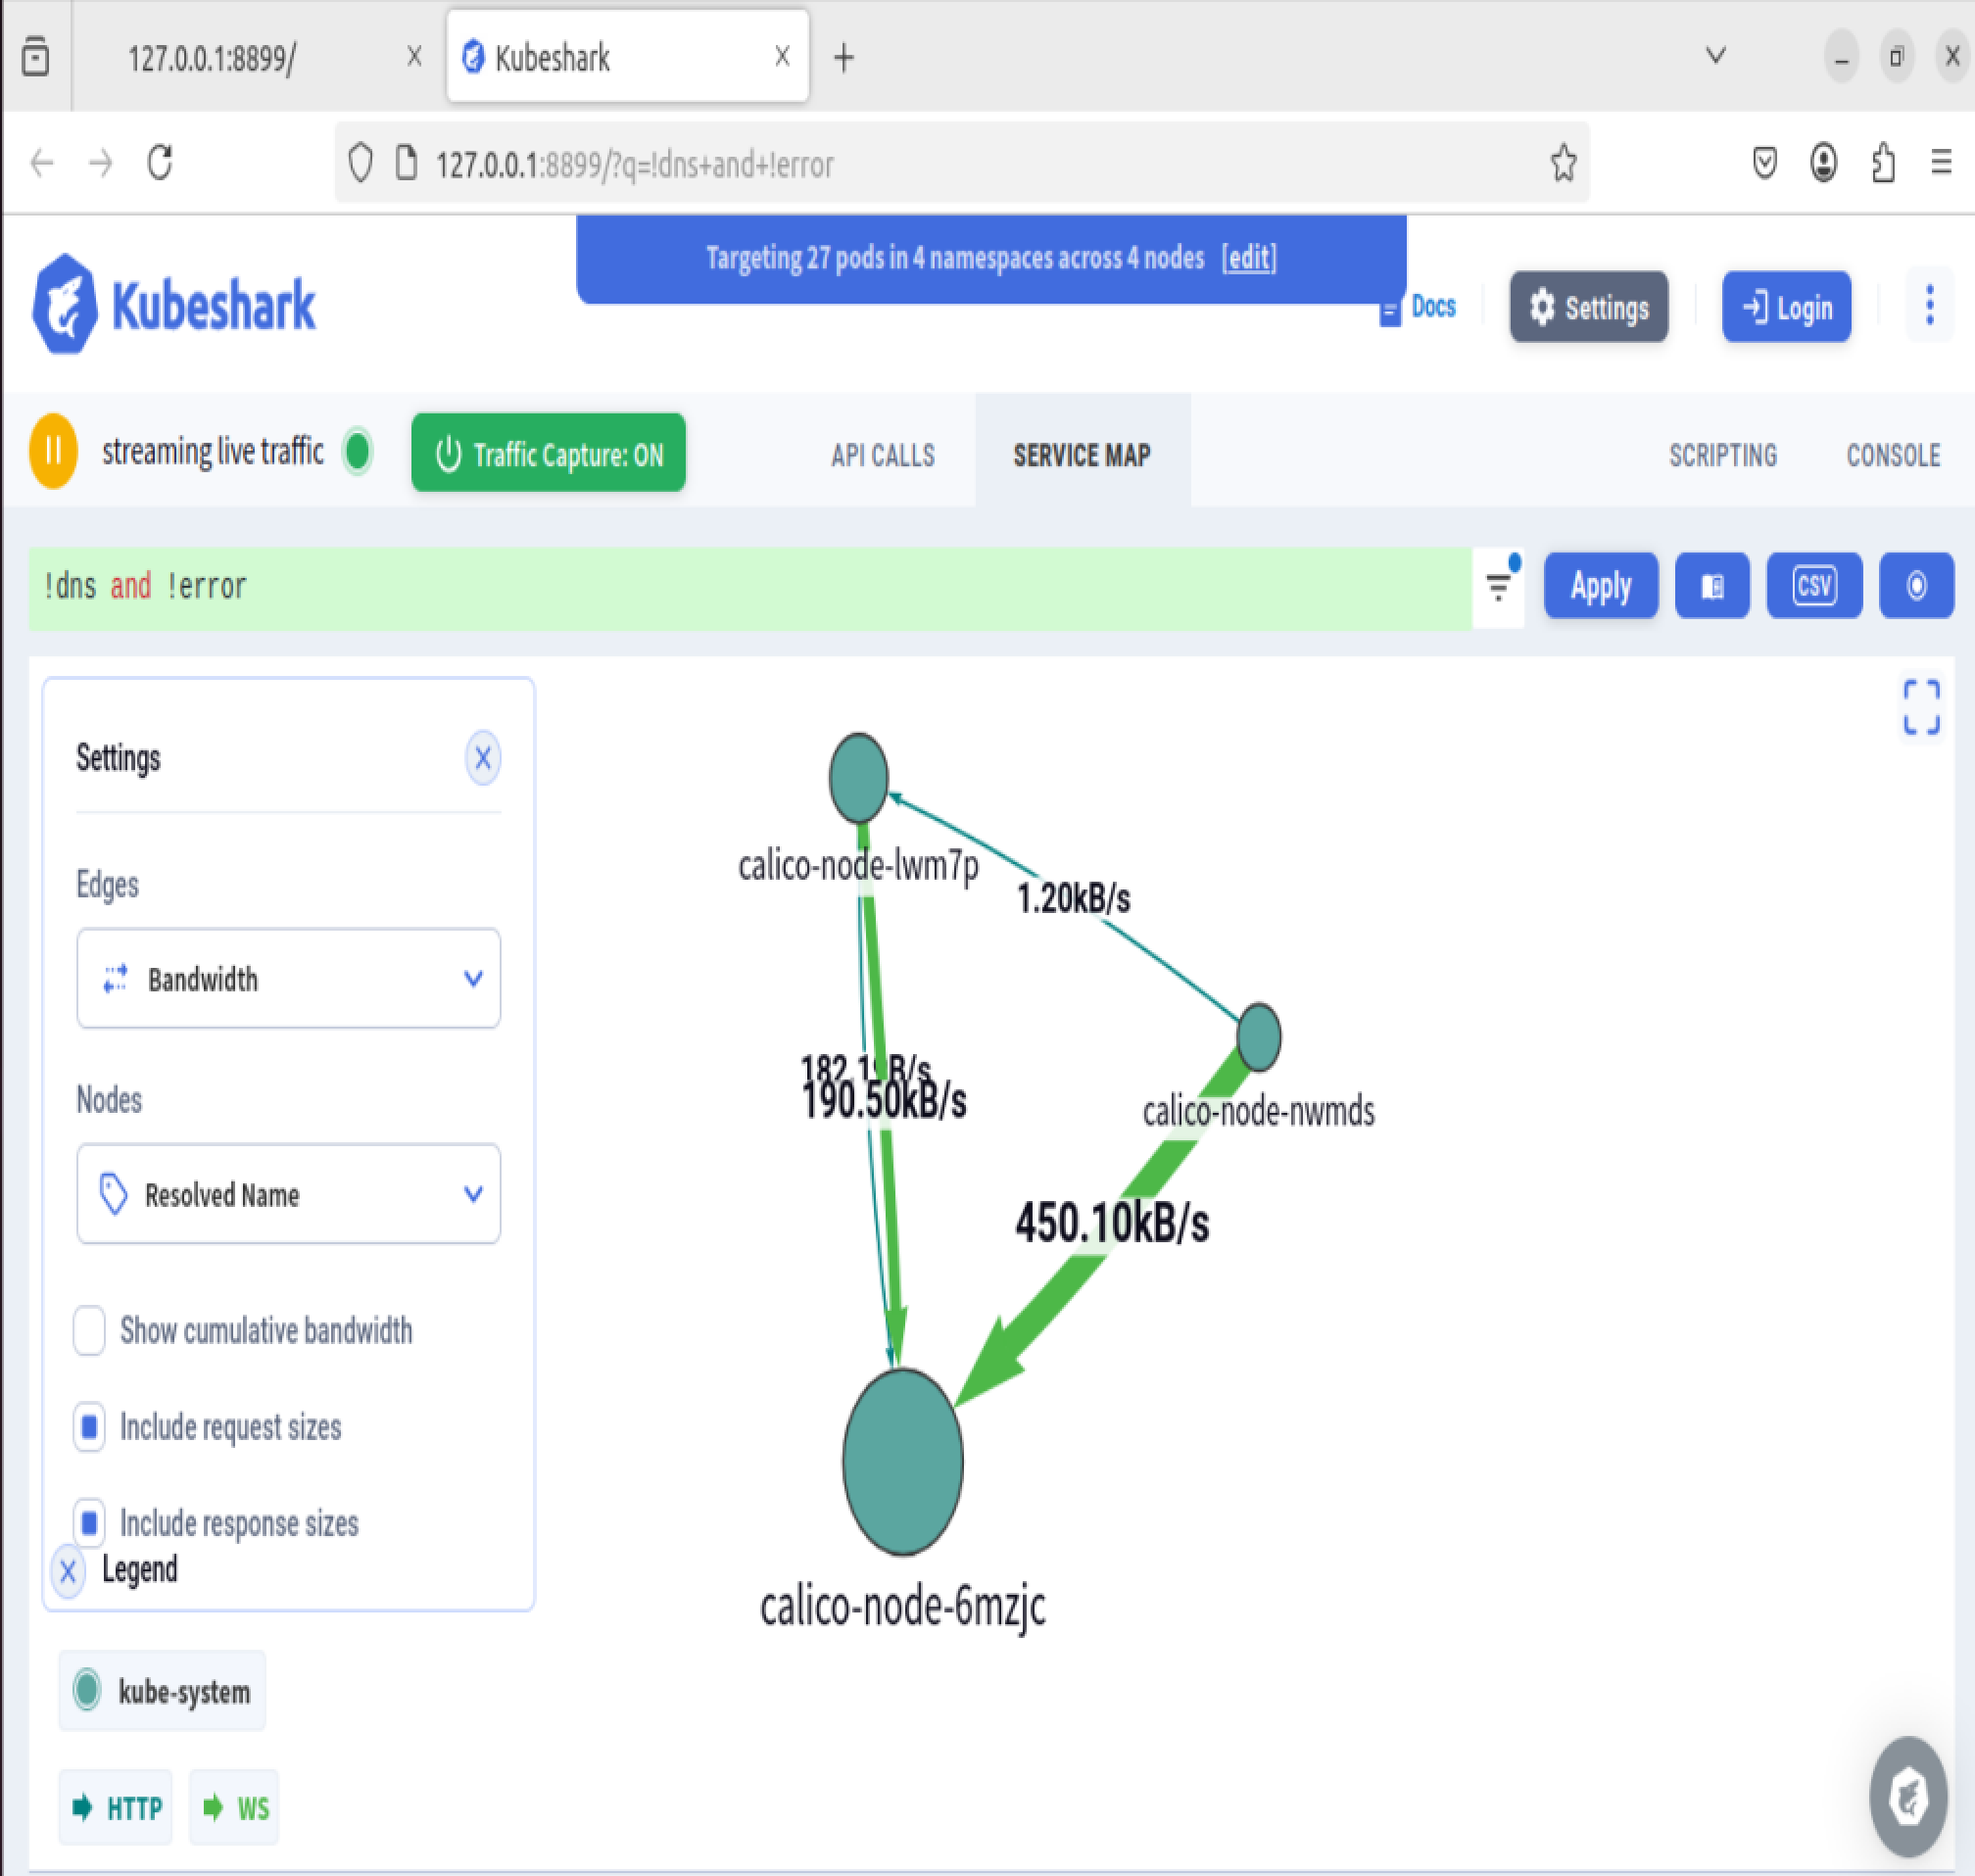 127.0.0.1:8899/
Kubeshark
127.0.0.1:8899/?q=!dns+and+!error
Targeting 27 pods in 4 namespaces across 4 nodes [edit]
Kubeshark
Docs
Settings
Login
streaming live traffic
Traffic Capture: ON
API CALLS
SERVICE MAP
SCRIPTING
CONSOLE
!dns and !error
Apply
CSV
Settings
Edges
Bandwidth
Nodes
Resolved Name
Show cumulative bandwidth
Include request sizes
Include response sizes
Legend
kube-system
HTTP
WS
calico-node-lwm7p
1.20kB/s
calico-node-nwmds
190.50kB/s
450.10kB/s
calico-node-6mzjc